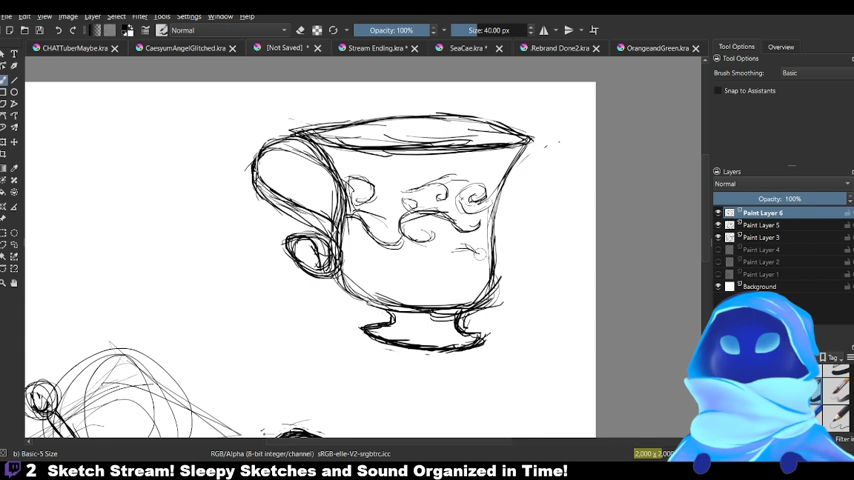 File Edit View Image Layer Select Filter Tools Settings Window Help
Normal
Opacity: 100%
Size: 40.00 px
CHATTuberMaybe.kra
CaesyumAngelGlitched.kra
[Not Saved] *
Stream Ending.kra *
SeaCae.kra *
.Rebrand Done2.kra
OrangeandGreen.kra
Tool Options
Overview
Tool Options
Brush Smoothing:
Basic
Snap to Assistants
Layers
Normal
Opacity: 100%
Paint Layer 6
Paint Layer 5
Paint Layer 3
Paint Layer 4
Paint Layer 2
Paint Layer 1
Background
Tag
Filter in
b) Basic-5 Size
RGB/Alpha (8-bit integer/channel) sRGB-elle-V2-srgbtrc.icc
2,000 x 2,00
2 Sketch Stream! Sleepy Sketches and Sound Organized in Time!